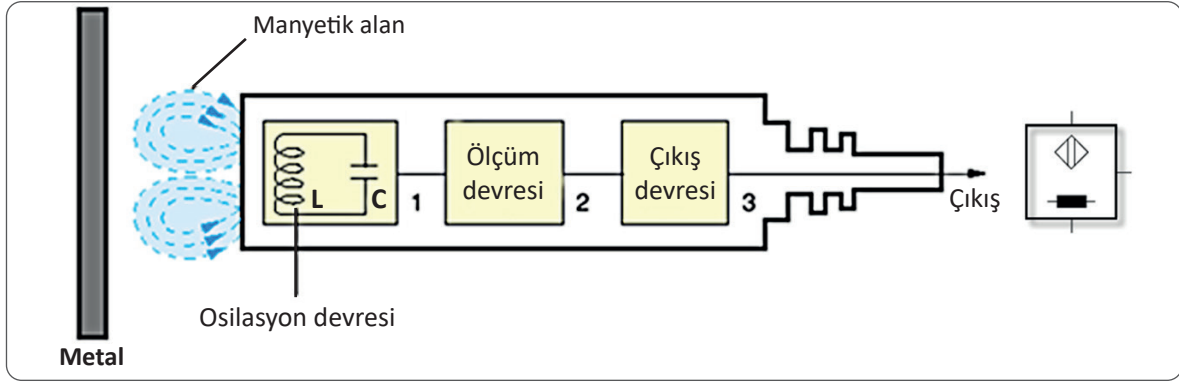 Manyetik alan
Ölçüm
devresi
Çıkış
devresi
L
C
1
2
3
Çıkış
Osilasyon devresi
Metal